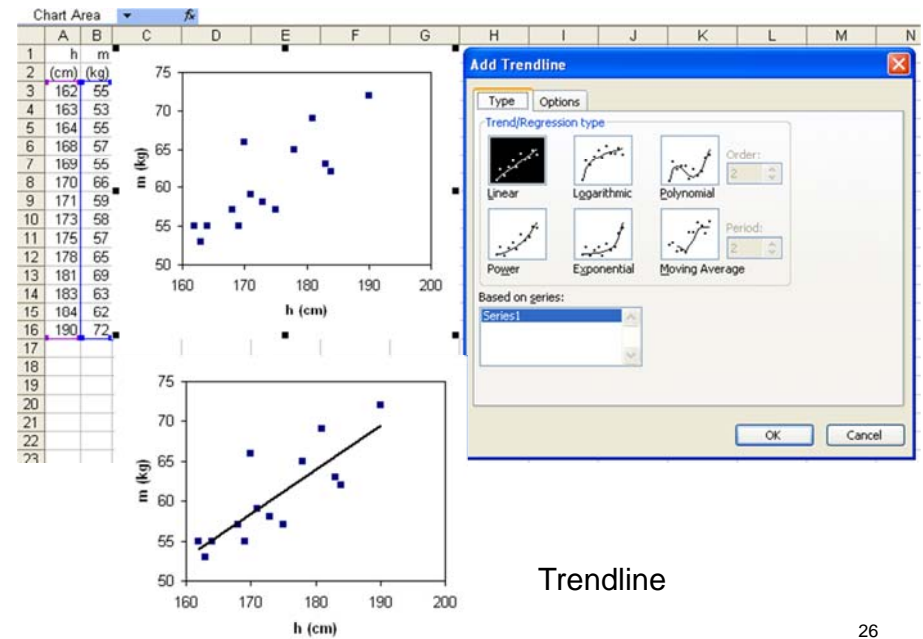 Chart Area fx
A B C D E F G H I J K L M N
1 h m
2 (cm) (kg)
3 162 55
4 163 53
5 164 55
6 168 57
7 169 55
8 170 66
9 171 59
10 173 58
11 175 57
12 178 65
13 181 69
14 183 63
15 184 62
16 190 72
17
18
19
20
21
22
23
75
70
65
60
55
50
m (kg)
160 170 180 190 200
h (cm)
Add Trendline
Type Options
Trend/Regression type
Linear Logarithmic Polynomial
Order:
2
Power Exponential Moving Average
Period:
2
Based on series:
Series1
OK Cancel
75
70
65
60
55
50
m (kg)
160 170 180 190 200
h (cm)
Trendline
26